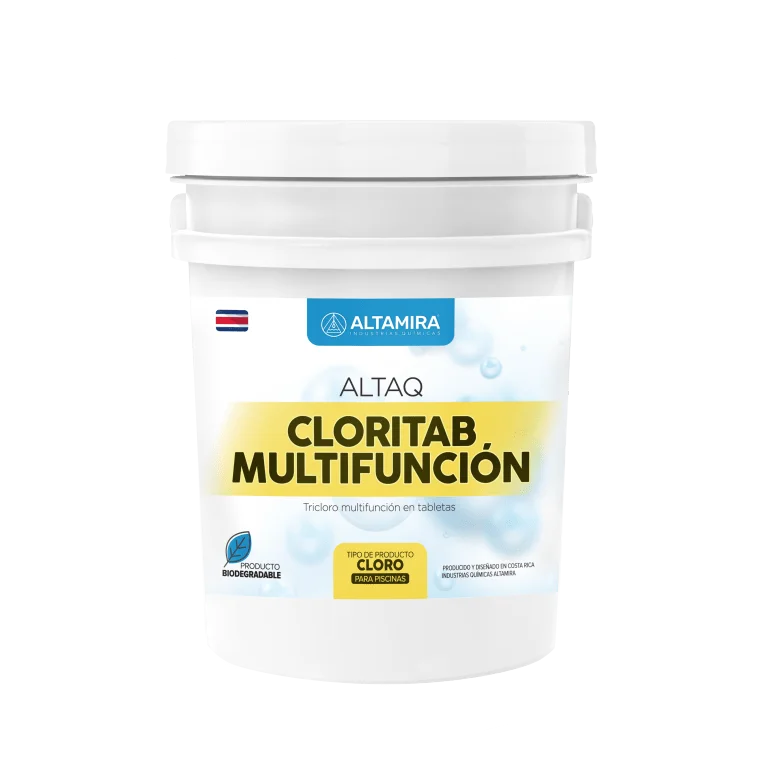 ALTAMIRA
INDUSTRIAS QUÍMICAS
ALTAQ
CLORITAB
MULTIFUNCIÓN
Tricloro multifunción en tabletas
PRODUCTO
BIODEGRADABLE
TIPO DE PRODUCTO
CLORO
PARA PISCINAS
PRODUCIDO Y DISEÑADO EN COSTA RICA
INDUSTRIAS QUÍMICAS ALTAMIRA